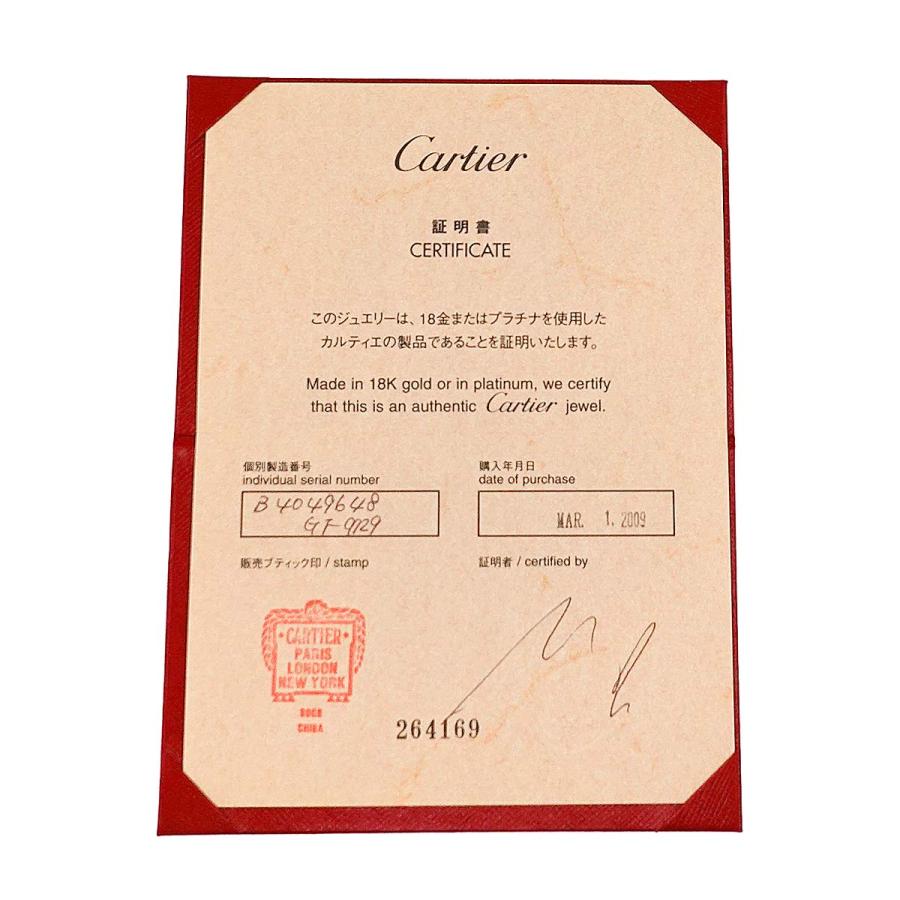 Cartier
証明書
CERTIFICATE
このジュエリーは、18金またはプラチナを使用した
カルティエの製品であることを証明いたします。
Made in 18K gold or in platinum, we certify
that this is an authentic Cartier jewel.
個別製造番号
individual serial number
B4049648
購入年月日
date of purchase
MAR. 1. 2009
販売ブティック印 / stamp
証明者 / certified by
CARTIER
PARIS
LONDON
NEW YORK
SOGO
CHIBA
264169